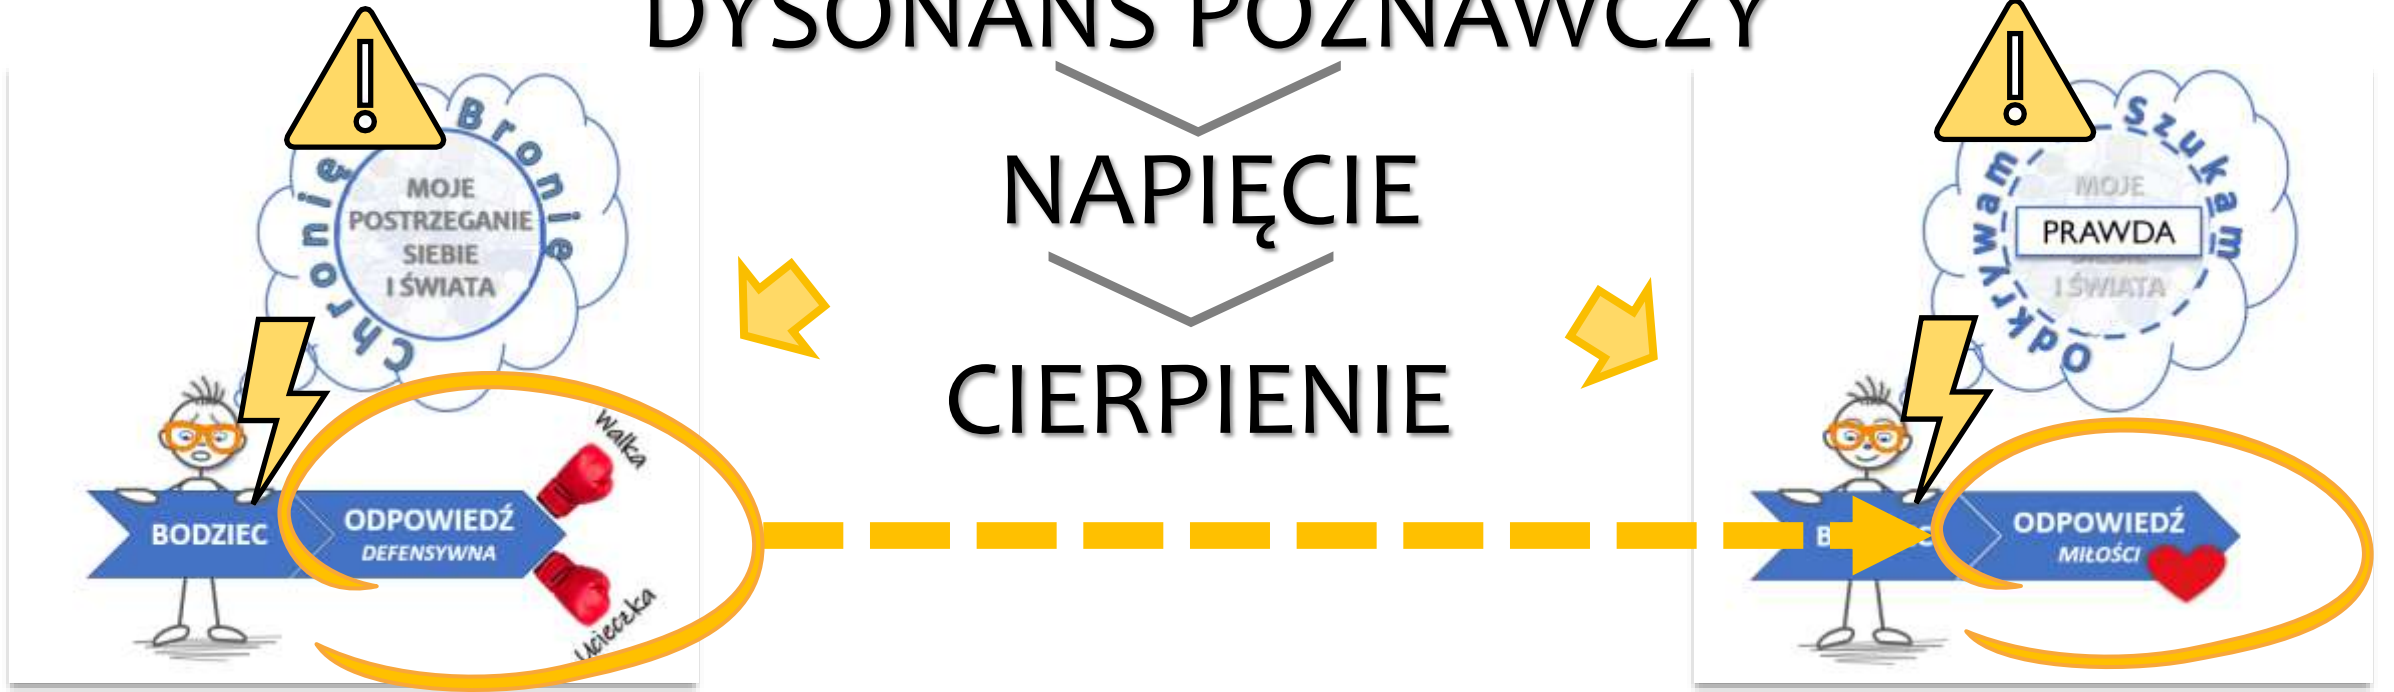 DYSONANS POZNAWCZY
NAPIĘCIE
CIERPIENIE
Chronię
Bronię
MOJE
POSTRZEGANIE
SIEBIE
I ŚWIATA
BODZIEC
ODPOWIEDŹ
DEFENSYWNA
Walka
Ucieczka
Odkrywam
Szukam
MOJE
PRAWDA
SIEBIE
I ŚWIATA
ODPOWIEDŹ
MIŁOŚCI